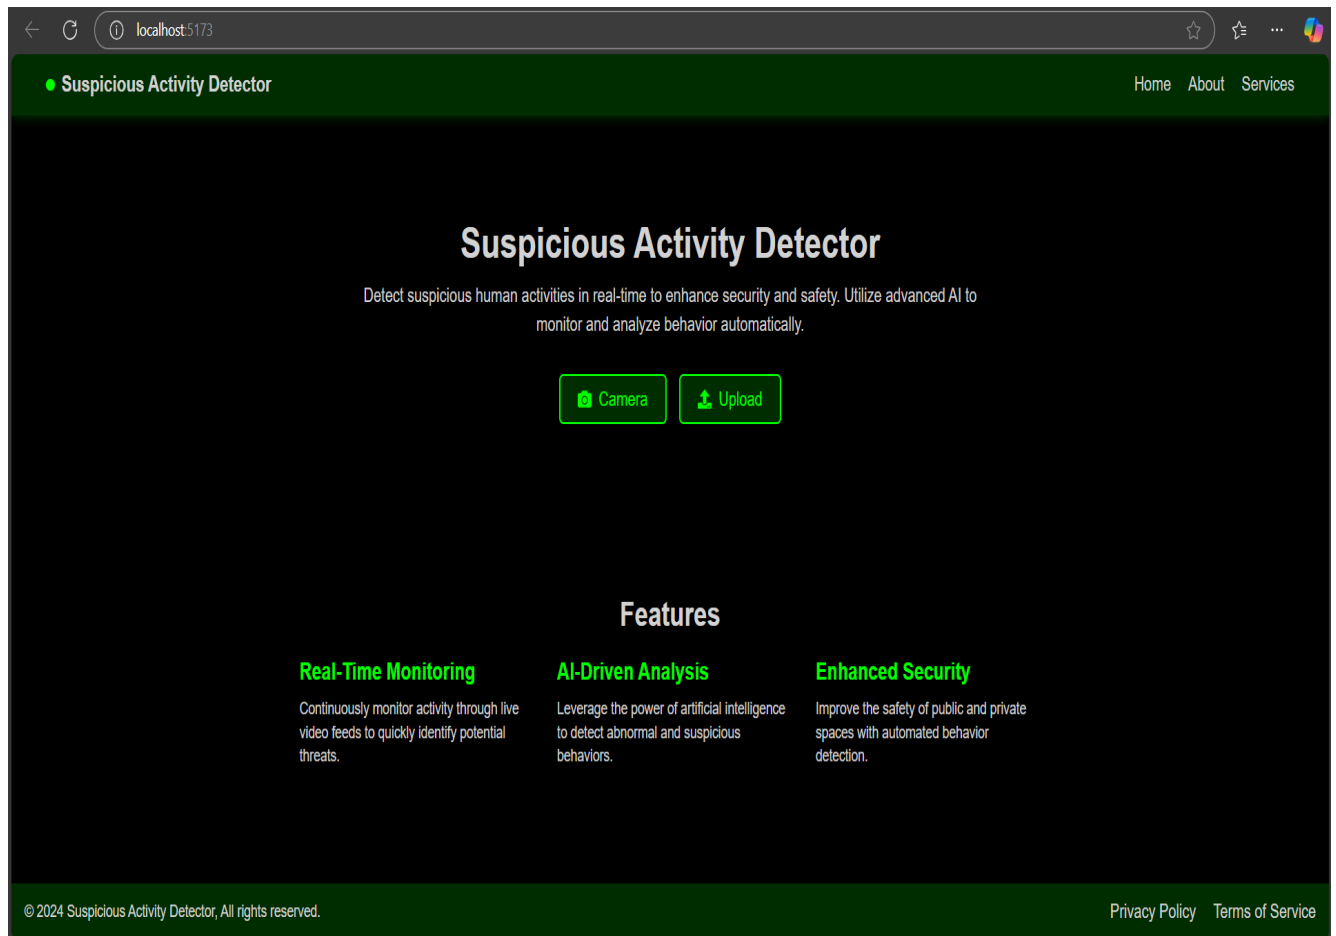 localhost:5173
Suspicious Activity Detector
Home About Services
Suspicious Activity Detector
Detect suspicious human activities in real-time to enhance security and safety. Utilize advanced AI to
monitor and analyze behavior automatically.
Camera Upload
Features
Real-Time Monitoring
Continuously monitor activity through live
video feeds to quickly identify potential
threats.
AI-Driven Analysis
Leverage the power of artificial intelligence
to detect abnormal and suspicious
behaviors.
Enhanced Security
Improve the safety of public and private
spaces with automated behavior
detection.
© 2024 Suspicious Activity Detector, All rights reserved.
Privacy Policy Terms of Service